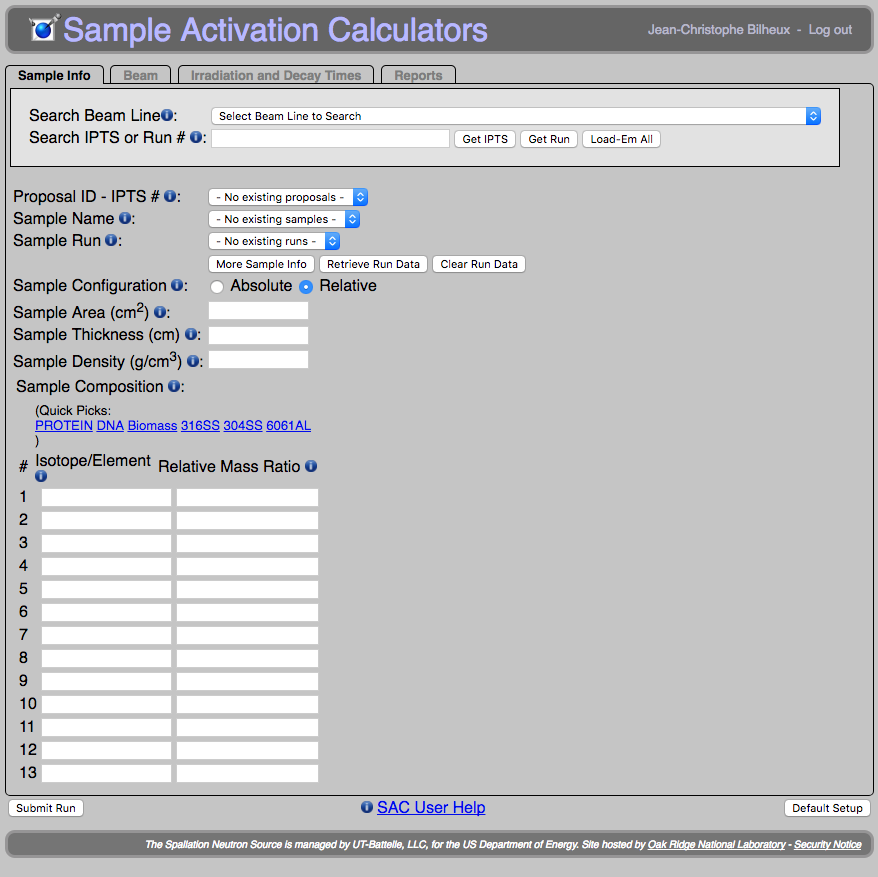 Sample Activation Calculators
Jean-Christophe Bilheux - Log out
Sample Info Beam Irradiation and Decay Times Reports
Search Beam Line: Select Beam Line to Search
Search IPTS or Run # : Get IPTS Get Run Load-Em All
Proposal ID - IPTS # : - No existing proposals -
Sample Name : - No existing samples -
Sample Run : - No existing runs -
More Sample Info Retrieve Run Data Clear Run Data
Sample Configuration : Absolute Relative
Sample Area (cm²) :
Sample Thickness (cm) :
Sample Density (g/cm³) :
Sample Composition :
(Quick Picks:
PROTEIN DNA Biomass 316SS 304SS 6061AL
)
# Isotope/Element Relative Mass Ratio
1
2
3
4
5
6
7
8
9
10
11
12
13
Submit Run SAC User Help Default Setup
The Spallation Neutron Source is managed by UT-Battelle, LLC, for the US Department of Energy. Site hosted by Oak Ridge National Laboratory - Security Notice